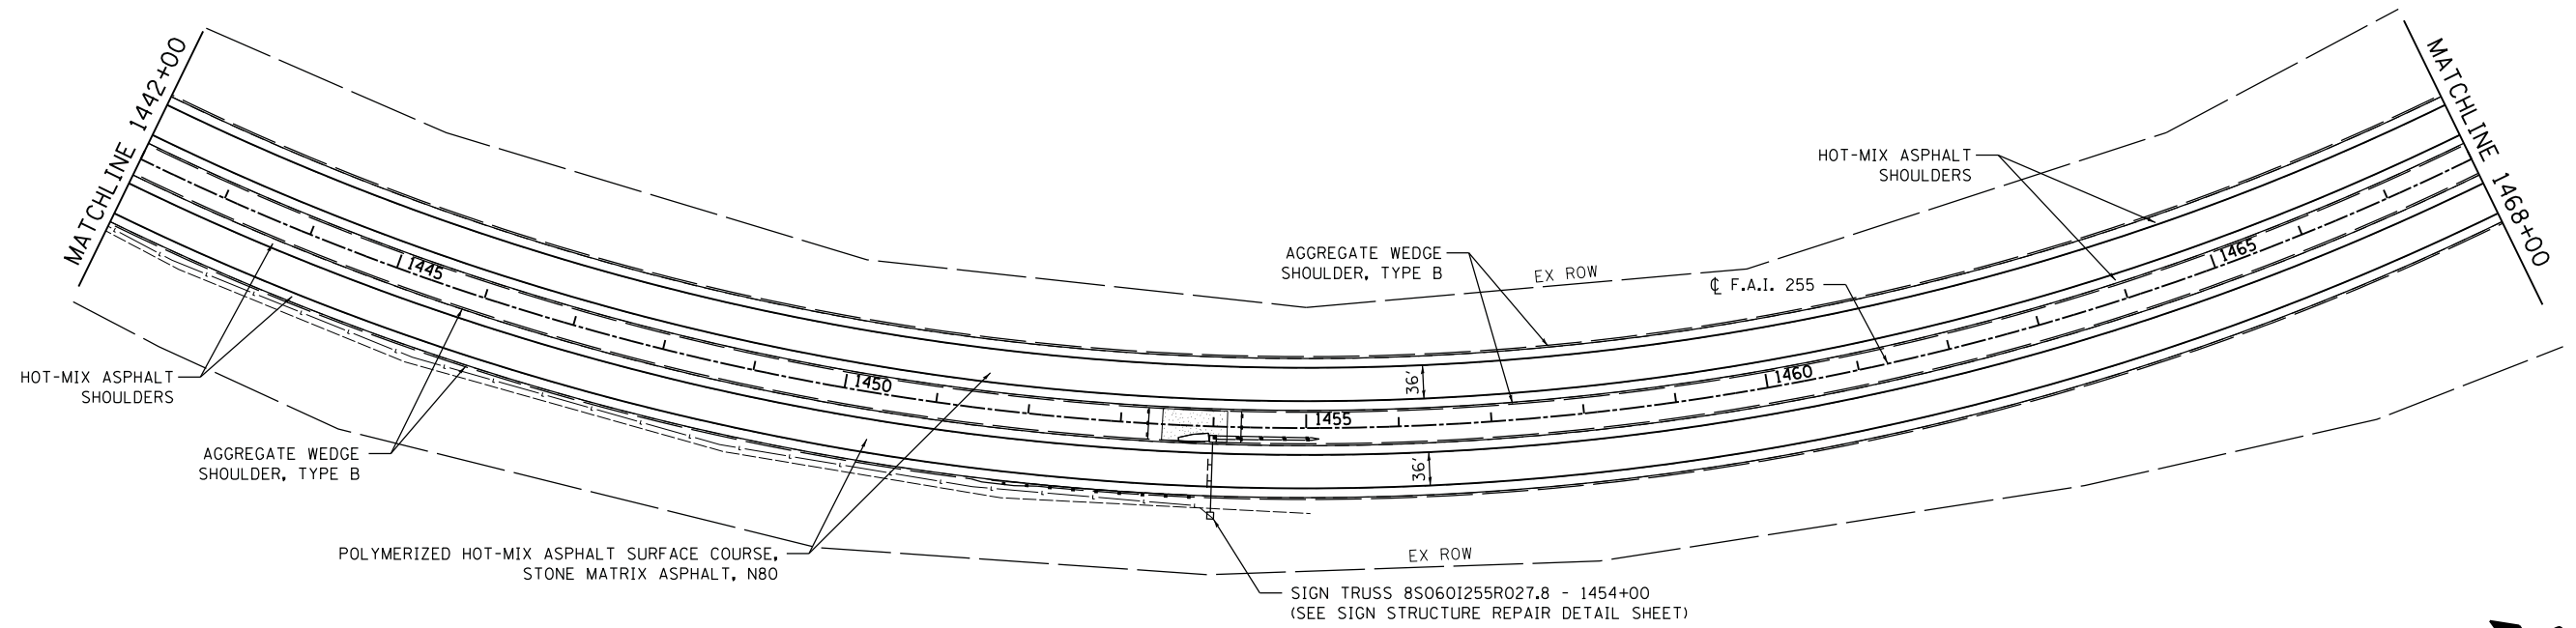 MATCHLINE 1442+00
MATCHLINE 1468+00
HOT-MIX ASPHALT
SHOULDERS
AGGREGATE WEDGE
SHOULDER, TYPE B
EX ROW
℄ F.A.I. 255
1445
1450
1455
1460
1465
36'
36'
HOT-MIX ASPHALT
SHOULDERS
AGGREGATE WEDGE
SHOULDER, TYPE B
POLYMERIZED HOT-MIX ASPHALT SURFACE COURSE,
STONE MATRIX ASPHALT, N80
EX ROW
SIGN TRUSS 8S060I255R027.8 - 1454+00
(SEE SIGN STRUCTURE REPAIR DETAIL SHEET)